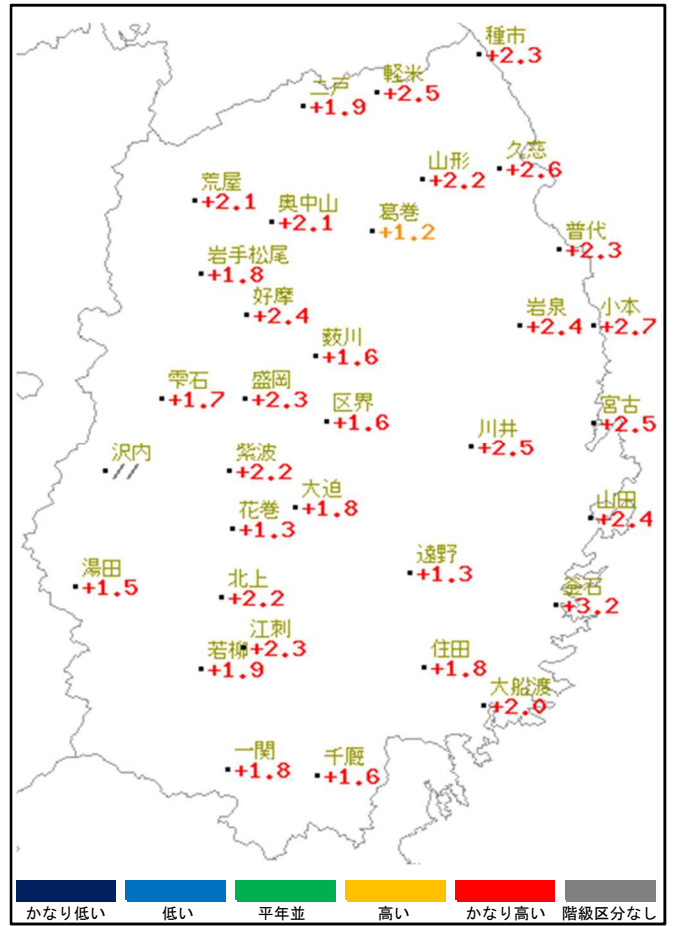 種市
+2.3
軽米
+2.5
二戸
+1.9
久慈
+2.6
山形
+2.2
荒屋
+2.1
奥中山
+2.1
葛巻
+1.2
普代
+2.3
岩手松尾
+1.8
好摩
+2.4
岩泉
+2.4
小本
+2.7
薮川
+1.6
雫石
+1.7
盛岡
+2.3
区界
+1.6
宮古
+2.5
川井
+2.5
沢内
//
紫波
+2.2
大迫
+1.8
花巻
+1.3
山田
+2.4
遠野
+1.3
湯田
+1.5
北上
+2.2
釜石
+3.2
江刺
+2.3
若柳
+1.9
住田
+1.8
大船渡
+2.0
一関
+1.8
千厩
+1.6
かなり低い 低い 平年並 高い かなり高い 階級区分なし